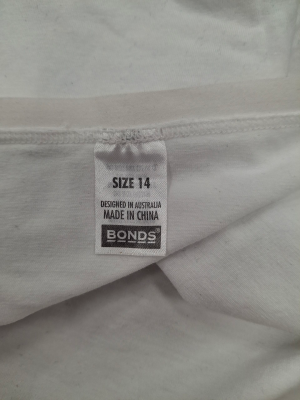 SIZE 14
DESIGNED IN AUSTRALIA
MADE IN CHINA
BONDS